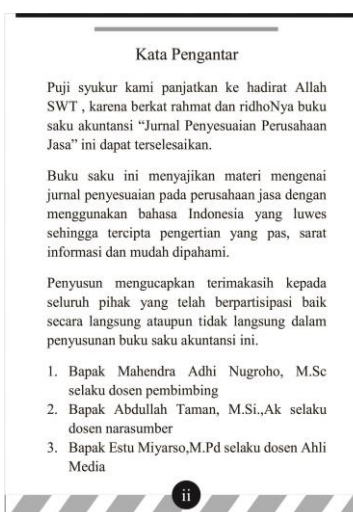 Kata Pengantar
Puji syukur kami panjatkan ke hadirat Allah
SWT , karena berkat rahmat dan ridhoNya buku
saku akuntansi “Jurnal Penyesuaian Perusahaan
Jasa” ini dapat terselesaikan.
Buku saku ini menyajikan materi mengenai
jurnal penyesuaian pada perusahaan jasa dengan
menggunakan bahasa Indonesia yang luwes
sehingga tercipta pengertian yang pas, sarat
informasi dan mudah dipahami.
Penyusun mengucapkan terimakasih kepada
seluruh pihak yang telah berpartisipasi baik
secara langsung ataupun tidak langsung dalam
penyusunan buku saku akuntansi ini.
1. Bapak Mahendra Adhi Nugroho, M.Sc
selaku dosen pembimbing
2. Bapak Abdullah Taman, M.Si.,Ak selaku
dosen narasumber
3. Bapak Estu Miyarso,M.Pd selaku dosen Ahli
Media
ii